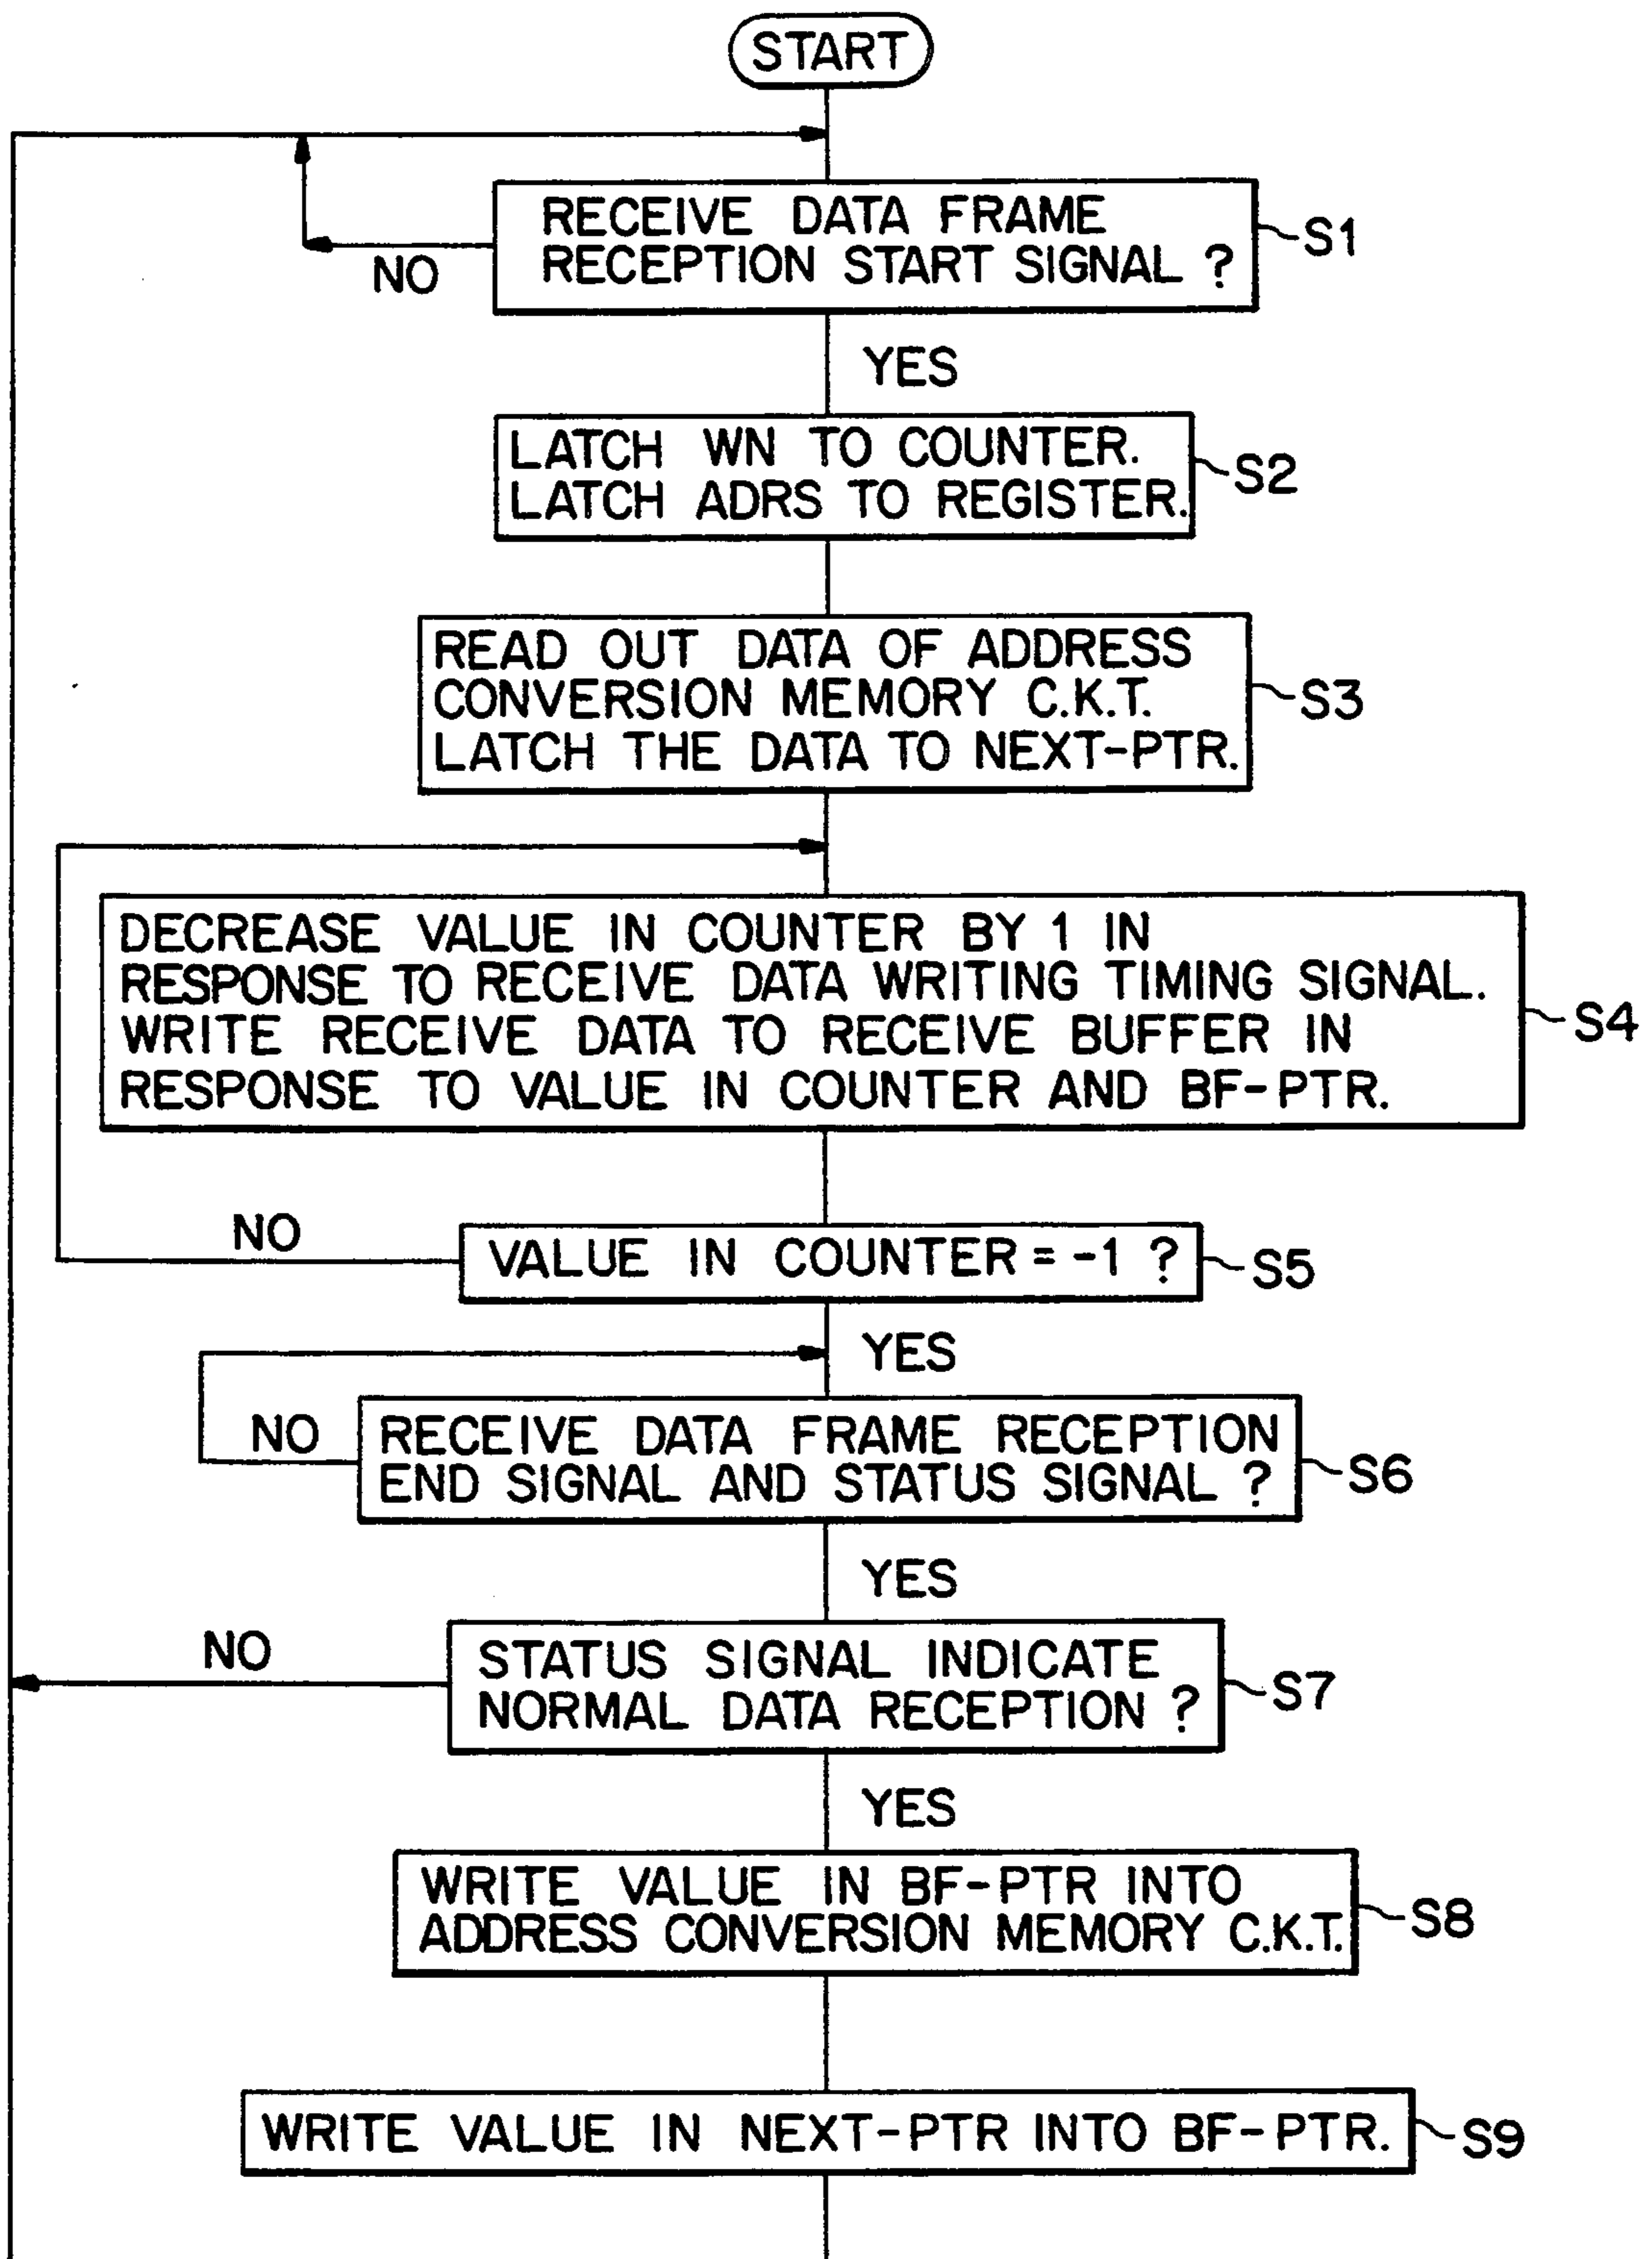 START
RECEIVE DATA FRAME
RECEPTION START SIGNAL ?
S1
NO
YES
LATCH WN TO COUNTER.
LATCH ADRS TO REGISTER.
S2
READ OUT DATA OF ADDRESS
CONVERSION MEMORY C.K.T.
LATCH THE DATA TO NEXT-PTR.
S3
DECREASE VALUE IN COUNTER BY 1 IN
RESPONSE TO RECEIVE DATA WRITING TIMING SIGNAL.
WRITE RECEIVE DATA TO RECEIVE BUFFER IN
RESPONSE TO VALUE IN COUNTER AND BF-PTR.
S4
NO
VALUE IN COUNTER = -1 ?
S5
YES
NO
RECEIVE DATA FRAME RECEPTION
END SIGNAL AND STATUS SIGNAL ?
S6
YES
NO
STATUS SIGNAL INDICATE
NORMAL DATA RECEPTION ?
S7
YES
WRITE VALUE IN BF-PTR INTO
ADDRESS CONVERSION MEMORY C.K.T.
S8
WRITE VALUE IN NEXT-PTR INTO BF-PTR.
S9